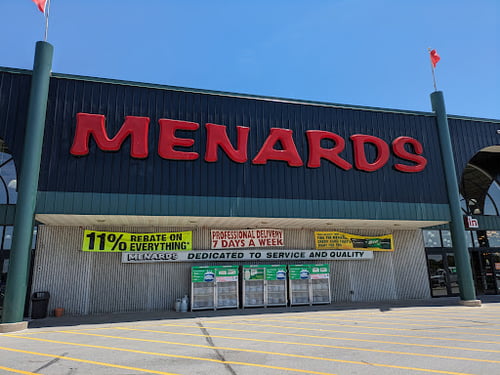 MENARDS
11% REBATE ON
EVERYTHING*
PROFESSIONAL DELIVERY
7 DAYS A WEEK
MENARDS DEDICATED TO SERVICE AND QUALITY
in